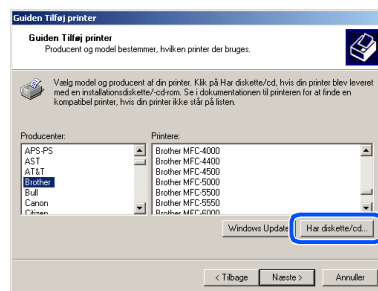 Guiden Tilføj printer
Guiden Tilføj printer
Producent og model bestemmer, hvilken printer der bruges.
Vælg model og producent af din printer. Klik på Har diskette/cd, hvis din printer blev leveret
med en installationsdiskette/-cd-rom. Se i dokumentationen til printeren for at finde en
kompatibel printer, hvis din printer ikke står på listen.
Producenter:
APS-PS
AST
AT&T
Brother
Bull
Canon
Citizen
Printere:
Brother MFC-4000
Brother MFC-4400
Brother MFC-4500
Brother MFC-5000
Brother MFC-5500
Brother MFC-5550
Brother MFC-6000
Windows Update
Har diskette/cd...
< Tilbage
Næste >
Annuller